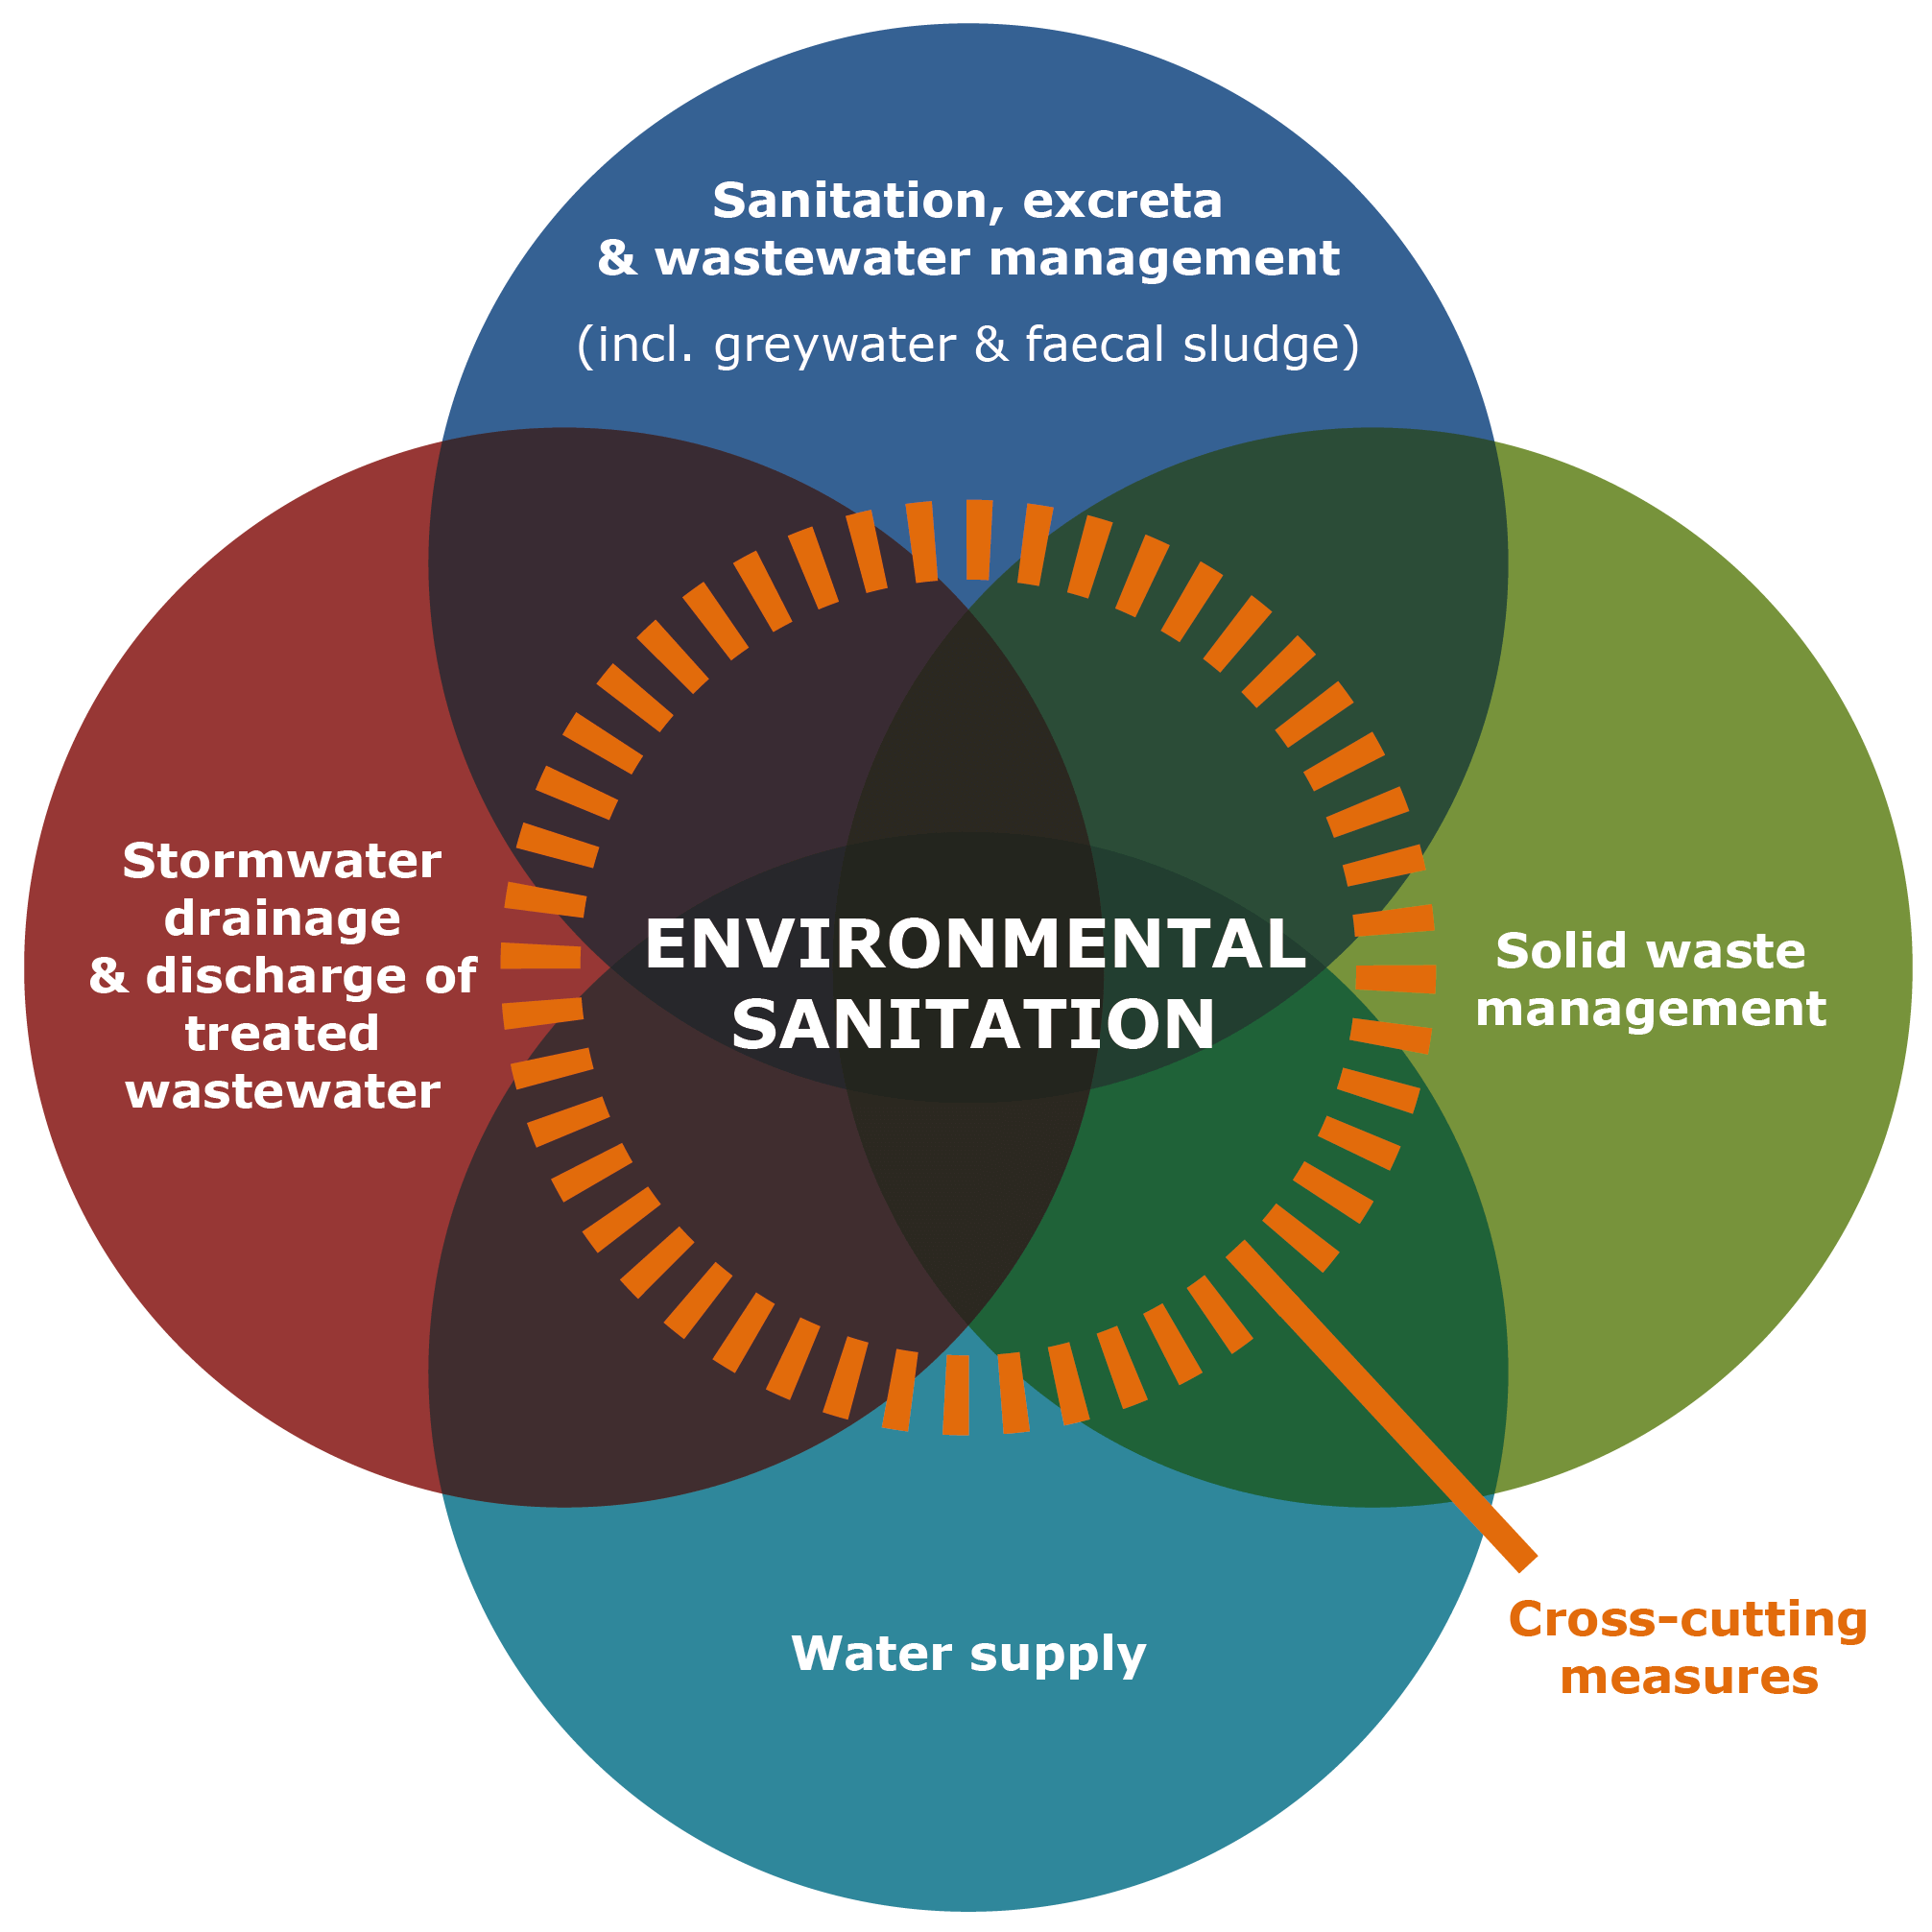 Sanitation, excreta
& wastewater management
(incl. greywater & faecal sludge)
Stormwater
drainage
& discharge of
treated
wastewater
ENVIRONMENTAL
SANITATION
Solid waste
management
Water supply
Cross-cutting
measures